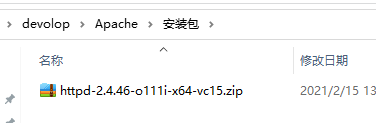 > devolop > Apache > 安装包 >
名称 修改日期
httpd-2.4.46-o111i-x64-vc15.zip 2021/2/15 13